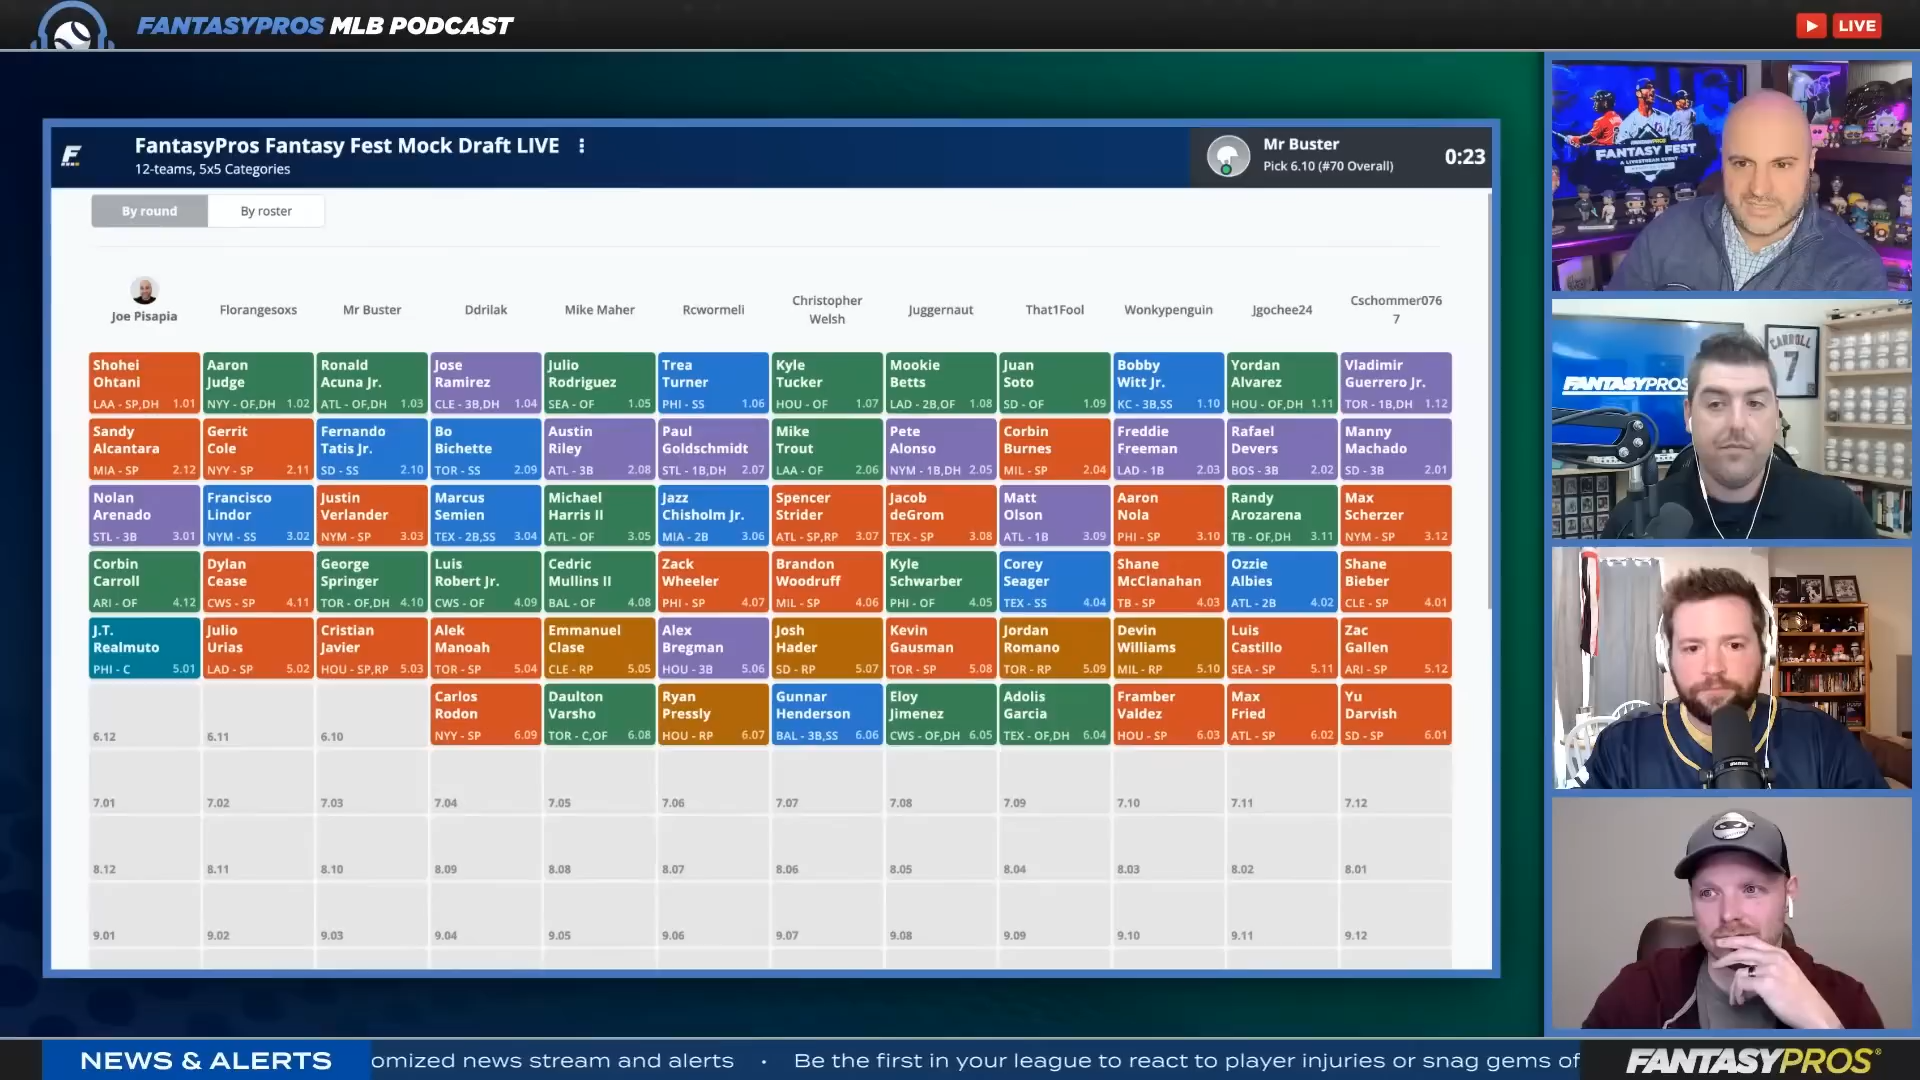 FANTASYPROS MLB PODCAST
LIVE
FantasyPros Fantasy Fest Mock Draft LIVE
12-teams, 5x5 Categories
Mr Buster
Pick 6.10 (#70 Overall)
0:23
By round
By roster
Joe Pisapia
Florangesoxs
Mr Buster
Ddrilak
Mike Maher
Rcwormeli
Christopher
Welsh
Juggernaut
That1Fool
Wonkypenguin
Jgochee24
Cschommer076
7
Shohei Ohtani LAA - SP,DH 1.01
Aaron Judge NYY - OF,DH 1.02
Ronald Acuna Jr. ATL - OF,DH 1.03
Jose Ramirez CLE - 3B,DH 1.04
Julio Rodriguez SEA - OF 1.05
Trea Turner PHI - SS 1.06
Kyle Tucker HOU - OF 1.07
Mookie Betts LAD - 2B,OF 1.08
Juan Soto SD - OF 1.09
Bobby Witt Jr. KC - 3B,SS 1.10
Yordan Alvarez HOU - OF,DH 1.11
Vladimir Guerrero Jr. TOR - 1B,DH 1.12
Sandy Alcantara MIA - SP 2.12
Gerrit Cole NYY - SP 2.11
Fernando Tatis Jr. SD - SS 2.10
Bo Bichette TOR - SS 2.09
Austin Riley ATL - 3B 2.08
Paul Goldschmidt STL - 1B,DH 2.07
Mike Trout LAA - OF 2.06
Pete Alonso NYM - 1B,DH 2.05
Corbin Burnes MIL - SP 2.04
Freddie Freeman LAD - 1B 2.03
Rafael Devers BOS - 3B 2.02
Manny Machado SD - 3B 2.01
Nolan Arenado STL - 3B 3.01
Francisco Lindor NYM - SS 3.02
Justin Verlander NYM - SP 3.03
Marcus Semien TEX - 2B,SS 3.04
Michael Harris II ATL - OF 3.05
Jazz Chisholm Jr. MIA - 2B 3.06
Spencer Strider ATL - SP,RP 3.07
Jacob deGrom TEX - SP 3.08
Matt Olson ATL - 1B 3.09
Aaron Nola PHI - SP 3.10
Randy Arozarena TB - OF,DH 3.11
Max Scherzer NYM - SP 3.12
Corbin Carroll ARI - OF 4.12
Dylan Cease CWS - SP 4.11
George Springer TOR - OF,DH 4.10
Luis Robert Jr. CWS - OF 4.09
Cedric Mullins II BAL - OF 4.08
Zack Wheeler PHI - SP 4.07
Brandon Woodruff MIL - SP 4.06
Kyle Schwarber PHI - OF 4.05
Corey Seager TEX - SS 4.04
Shane McClanahan TB - SP 4.03
Ozzie Albies ATL - 2B 4.02
Shane Bieber CLE - SP 4.01
J.T. Realmuto PHI - C 5.01
Julio Urias LAD - SP 5.02
Cristian Javier HOU - SP,RP 5.03
Alek Manoah TOR - SP 5.04
Emmanuel Clase CLE - RP 5.05
Alex Bregman HOU - 3B 5.06
Josh Hader SD - RP 5.07
Kevin Gausman TOR - SP 5.08
Jordan Romano TOR - RP 5.09
Devin Williams MIL - RP 5.10
Luis Castillo SEA - SP 5.11
Zac Gallen ARI - SP 5.12
6.12
6.11
6.10
Carlos Rodon NYY - SP 6.09
Daulton Varsho TOR - C,OF 6.08
Ryan Pressly HOU - RP 6.07
Gunnar Henderson BAL - 3B,SS 6.06
Eloy Jimenez CWS - OF,DH 6.05
Adolis Garcia TEX - OF,DH 6.04
Framber Valdez HOU - SP 6.03
Max Fried ATL - SP 6.02
Yu Darvish SD - SP 6.01
7.01 7.02 7.03 7.04 7.05 7.06 7.07 7.08 7.09 7.10 7.11 7.12
8.12 8.11 8.10 8.09 8.08 8.07 8.06 8.05 8.04 8.03 8.02 8.01
9.01 9.02 9.03 9.04 9.05 9.06 9.07 9.08 9.09 9.10 9.11 9.12
FANTASY FEST
A LIVESTREAM EVENT
FANTASYPROS
CARROLL
7
NEWS & ALERTS
omized news stream and alerts • Be the first in your league to react to player injuries or snag gems of
FANTASYPROS